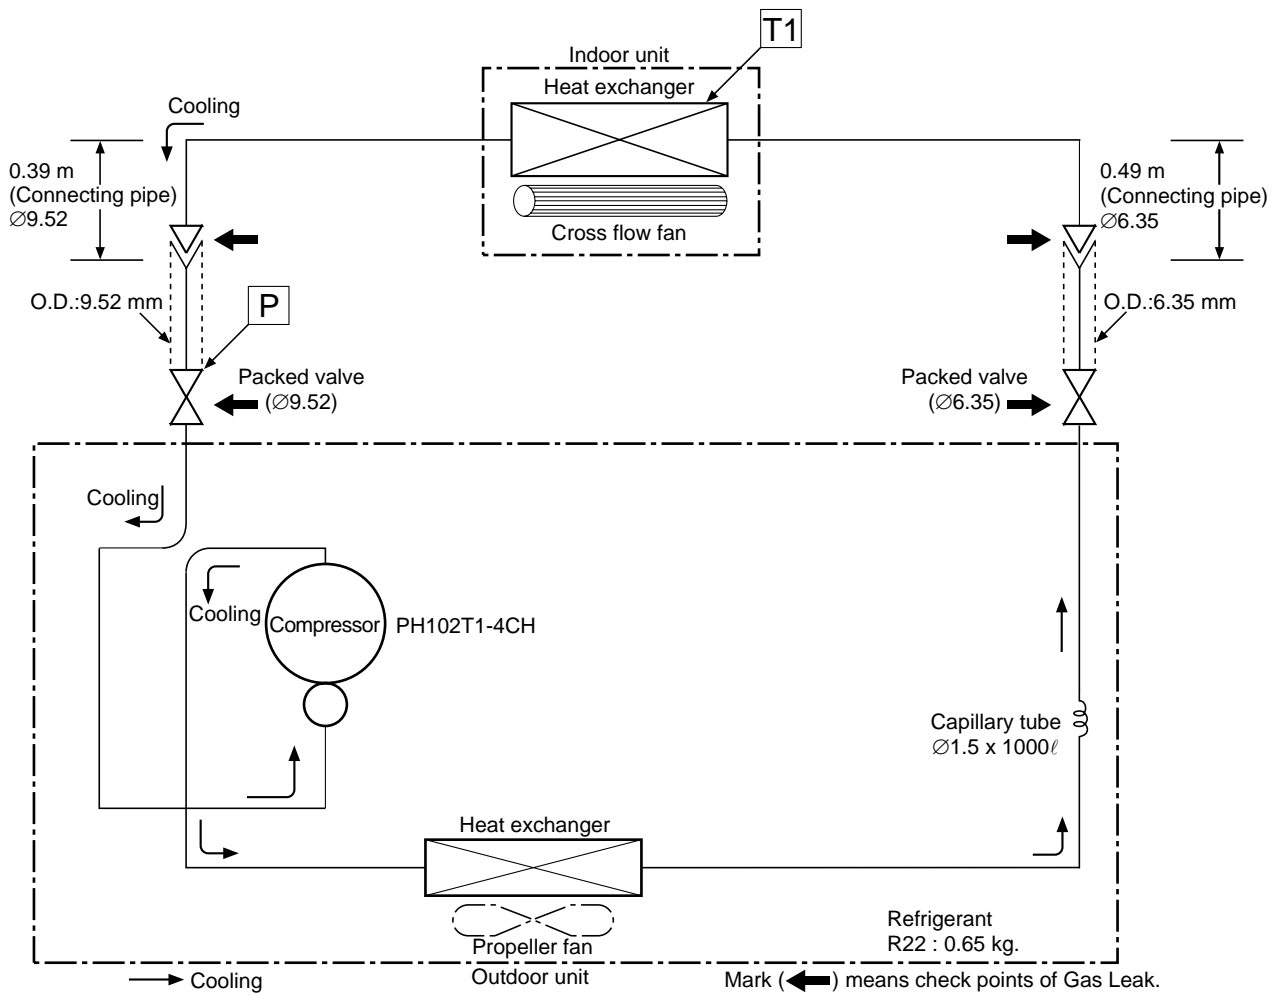 T1
Indoor unit
Heat exchanger
Cooling
0.39 m
(Connecting pipe)
∅9.52
0.49 m
(Connecting pipe)
∅6.35
Cross flow fan
O.D.:9.52 mm
P
O.D.:6.35 mm
Packed valve
(∅9.52)
Packed valve
(∅6.35)
Cooling
Cooling
Compressor
PH102T1-4CH
Capillary tube
∅1.5 x 1000ℓ
Heat exchanger
Propeller fan
Refrigerant
R22 : 0.65 kg.
Cooling
Outdoor unit
Mark (⬅) means check points of Gas Leak.